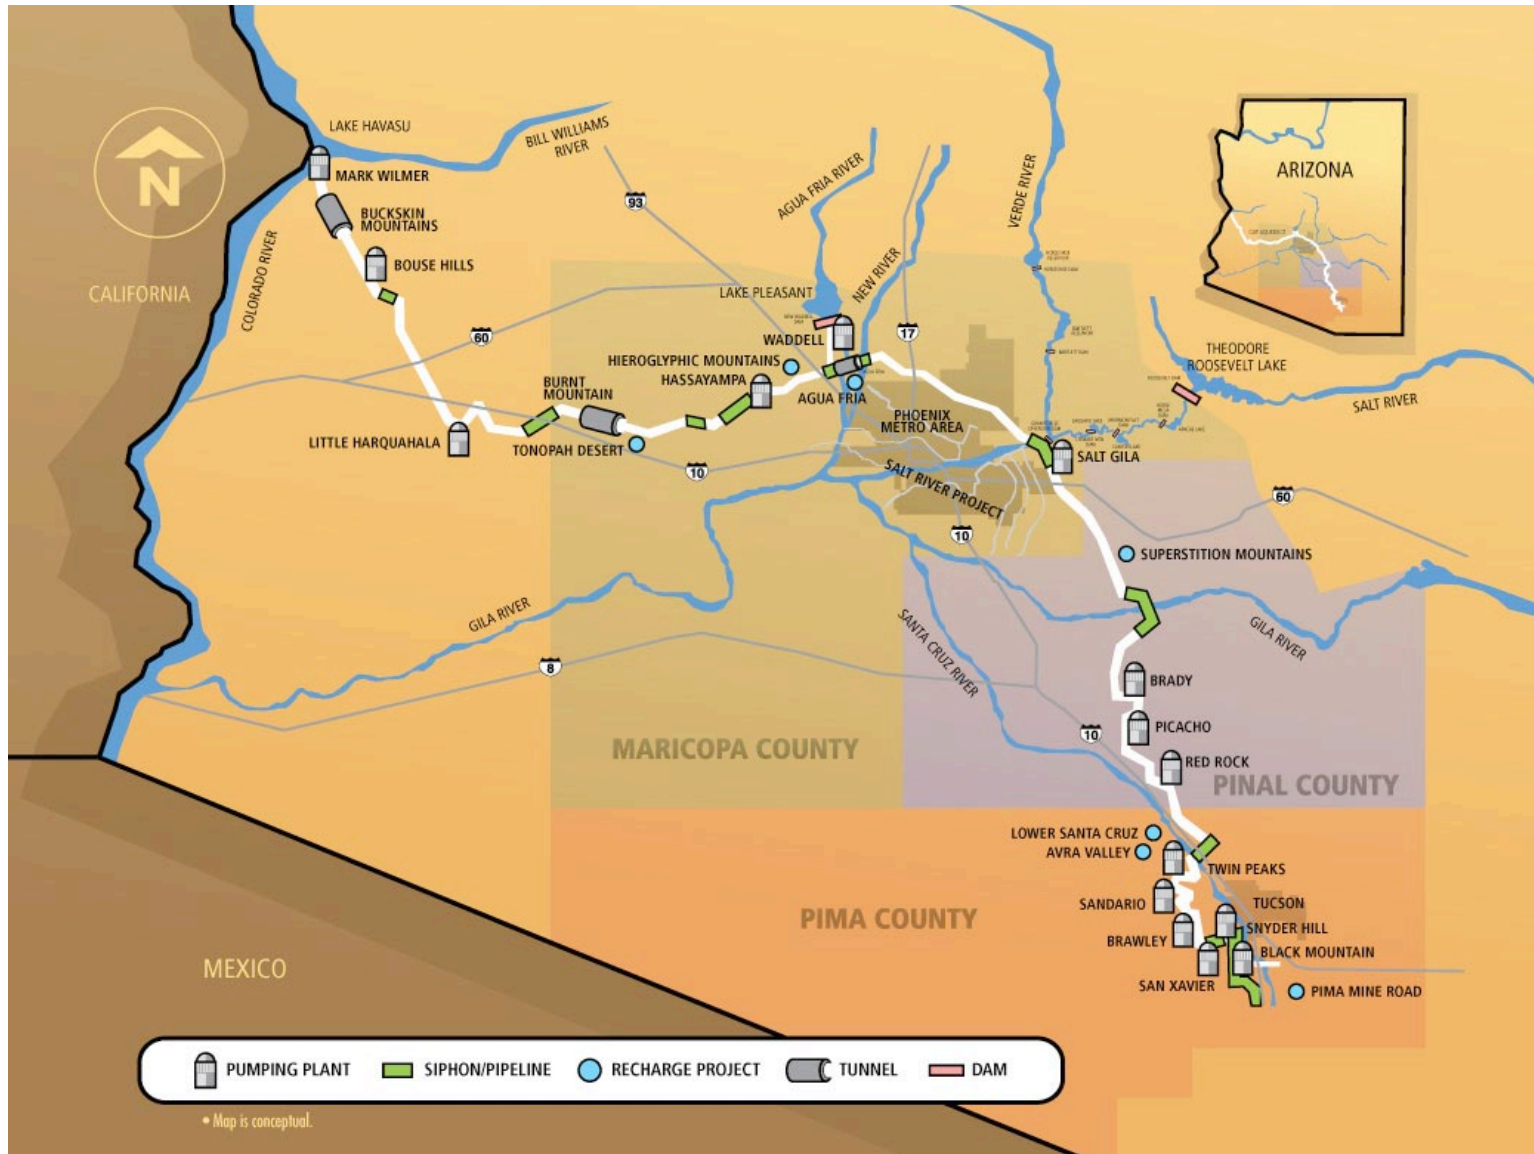 LAKE HAVASU
BILL WILLIAMS
RIVER
MARK WILMER
N
BUCKSKIN
MOUNTAINS
93
AGUA FRIA RIVER
VERDE RIVER
ARIZONA
BOUSE HILLS
CALIFORNIA
COLORADO RIVER
LAKE PLEASANT
NEW RIVER
60
17
WADDELL
THEODORE
ROOSEVELT LAKE
HIEROGLYPHIC MOUNTAINS
HASSAYAMPA
BURNT
MOUNTAIN
AGUA FRIA
SALT RIVER
PHOENIX
METRO AREA
LITTLE HARQUAHALA
TONOPAH DESERT
10
SALT GILA
SALT RIVER PROJECT
60
10
SUPERSTITION MOUNTAINS
GILA RIVER
SANTA CRUZ RIVER
GILA RIVER
8
BRADY
PICACHO
10
MARICOPA COUNTY
RED ROCK
PINAL COUNTY
LOWER SANTA CRUZ
AVRA VALLEY
TWIN PEAKS
SANDARIO
TUCSON
PIMA COUNTY
SNYDER HILL
BRAWLEY
BLACK MOUNTAIN
MEXICO
SAN XAVIER
PIMA MINE ROAD
PUMPING PLANT
SIPHON/PIPELINE
RECHARGE PROJECT
TUNNEL
DAM
• Map is conceptual.